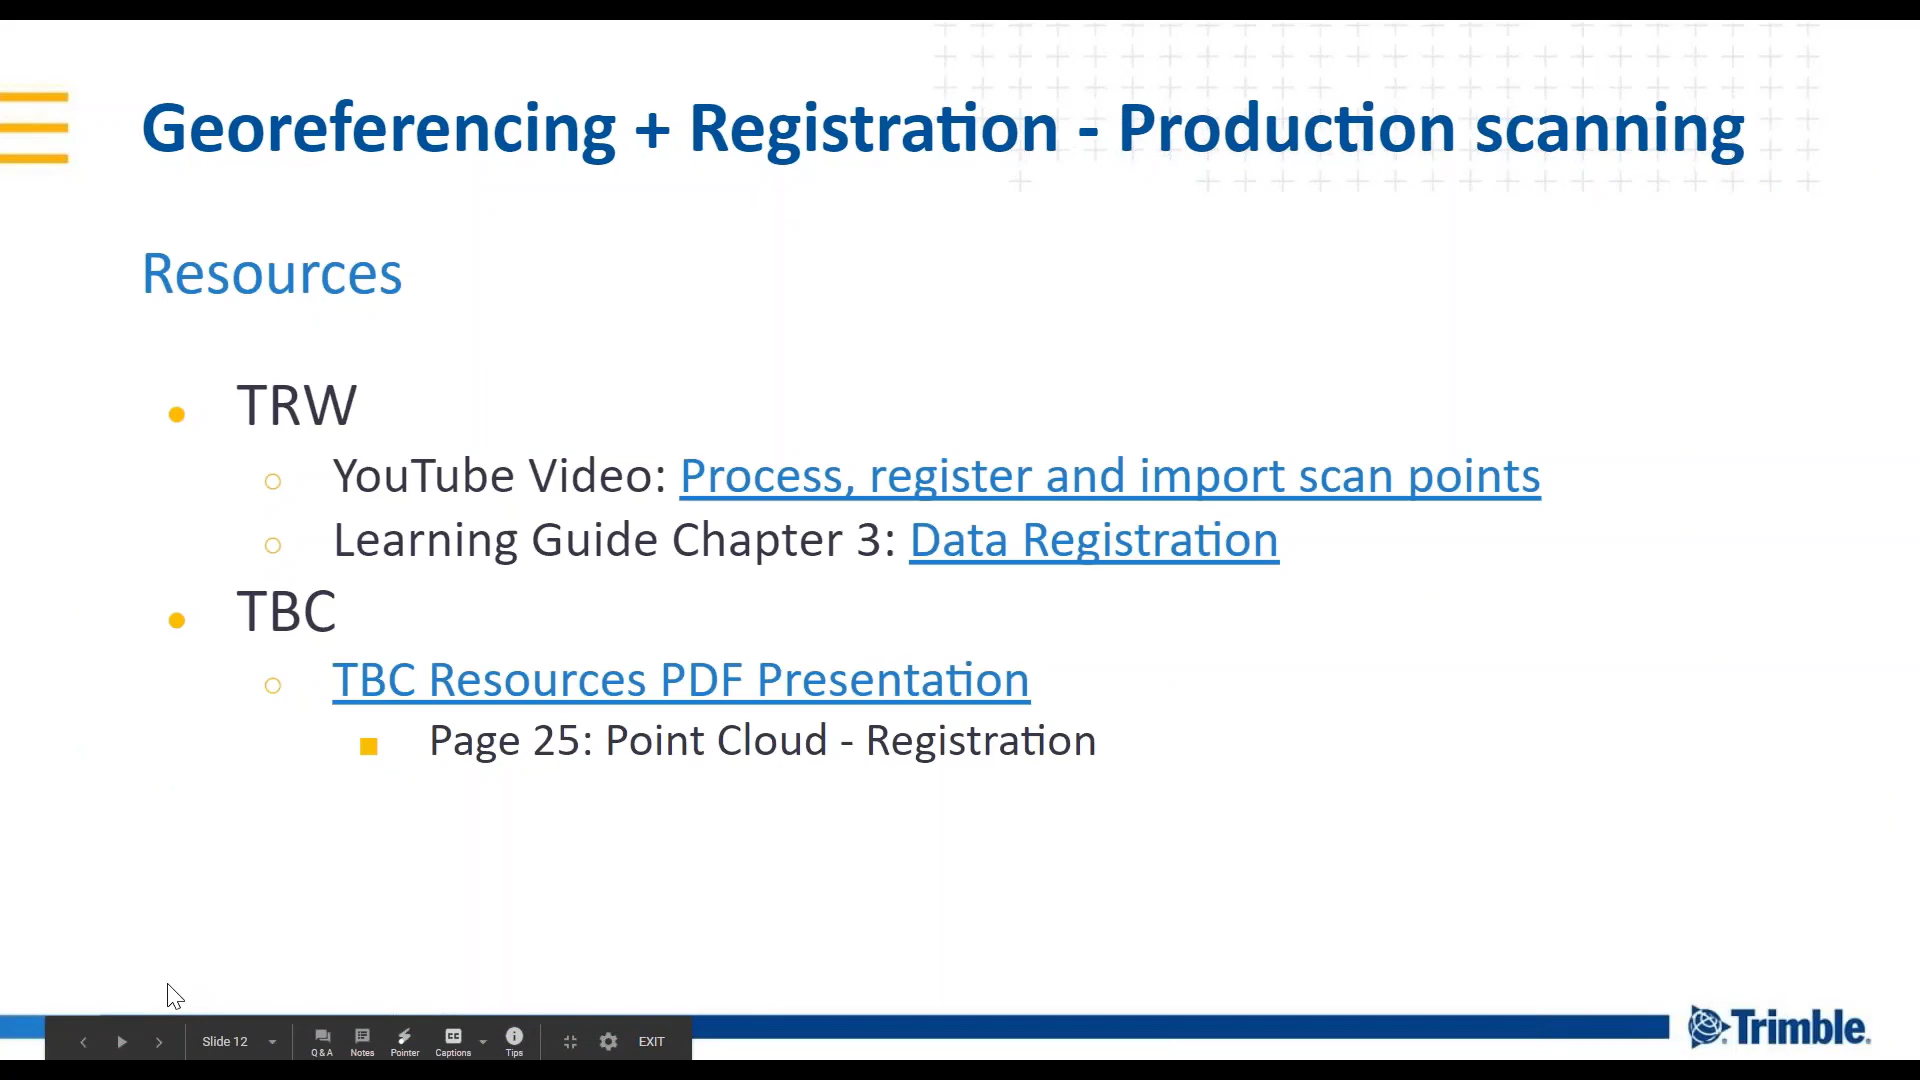 Georeferencing + Registration - Production scanning
Resources
TRW
YouTube Video: Process, register and import scan points
Learning Guide Chapter 3: Data Registration
TBC
TBC Resources PDF Presentation
Page 25: Point Cloud - Registration
Slide 12
Q & A
Notes
Pointer
CC
Captions
Tips
EXIT
Trimble